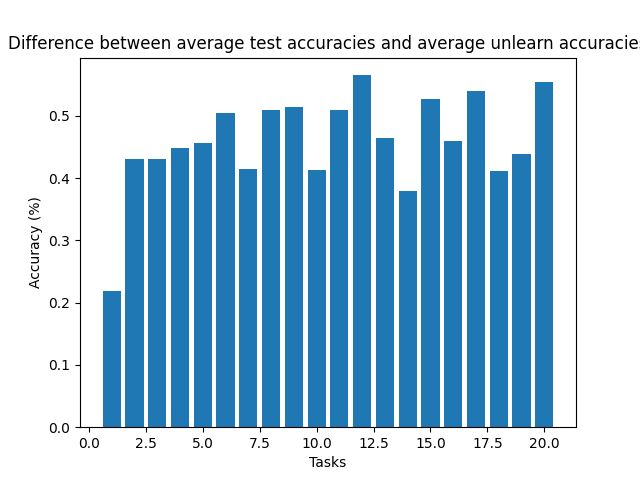 Difference between average test accuracies and average unlearn accuracies
Accuracy (%)
0.5
0.4
0.3
0.2
0.1
0.0
0.0 2.5 5.0 7.5 10.0 12.5 15.0 17.5 20.0
Tasks